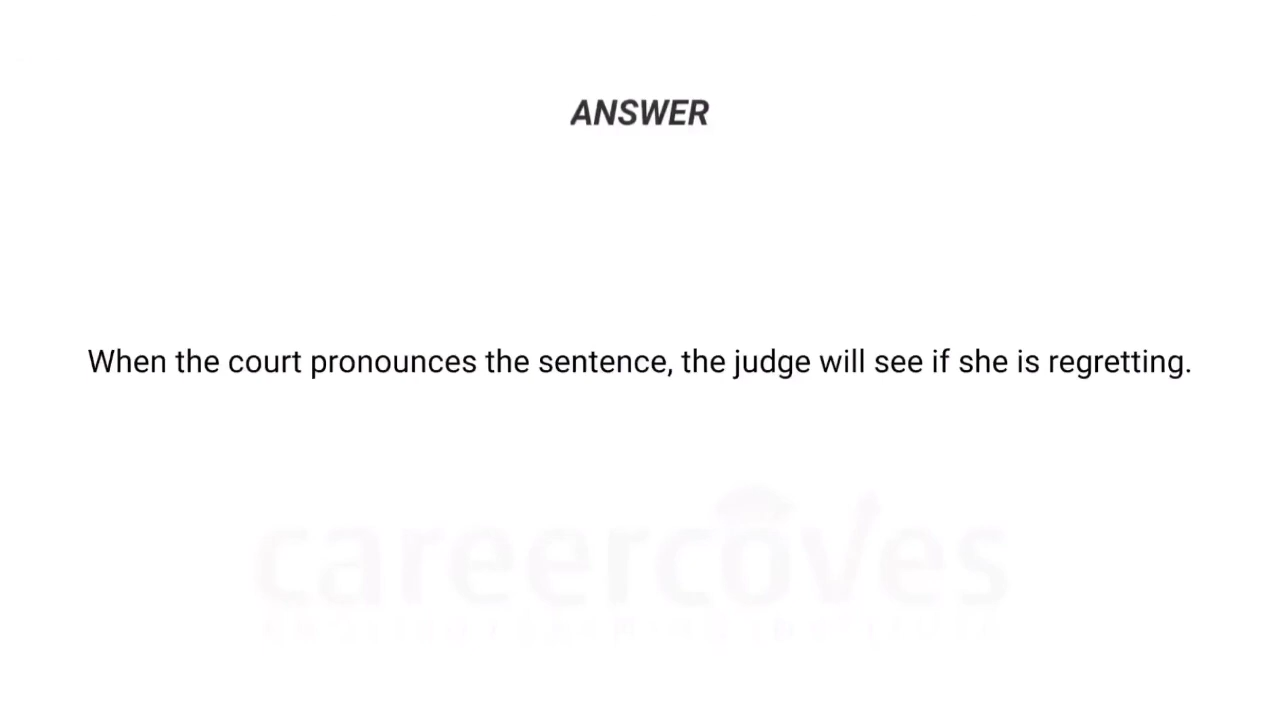 ANSWER
When the court pronounces the sentence, the judge will see if she is regretting.
careercoves